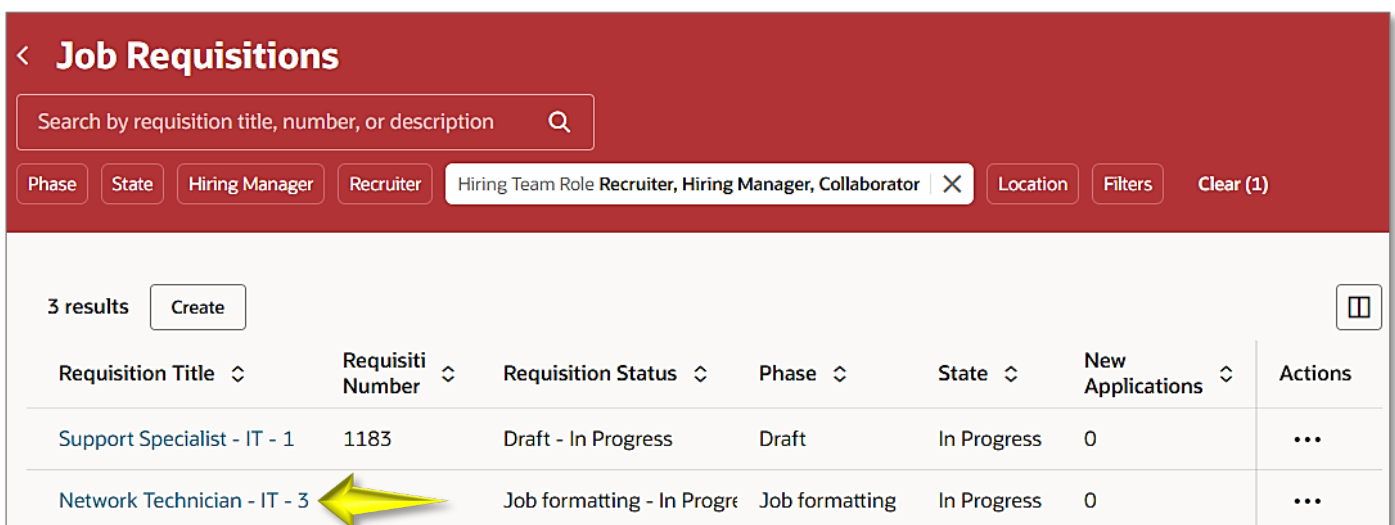 Job Requisitions
Search by requisition title, number, or description
Phase State Hiring Manager Recruiter Hiring Team Role Recruiter, Hiring Manager, Collaborator Location Filters Clear (1)
3 results Create
Requisition Title Requisiti Number Requisition Status Phase State New Applications Actions
Support Specialist - IT - 1 1183 Draft - In Progress Draft In Progress 0
Network Technician - IT - 3 Job formatting - In Progre Job formatting In Progress 0